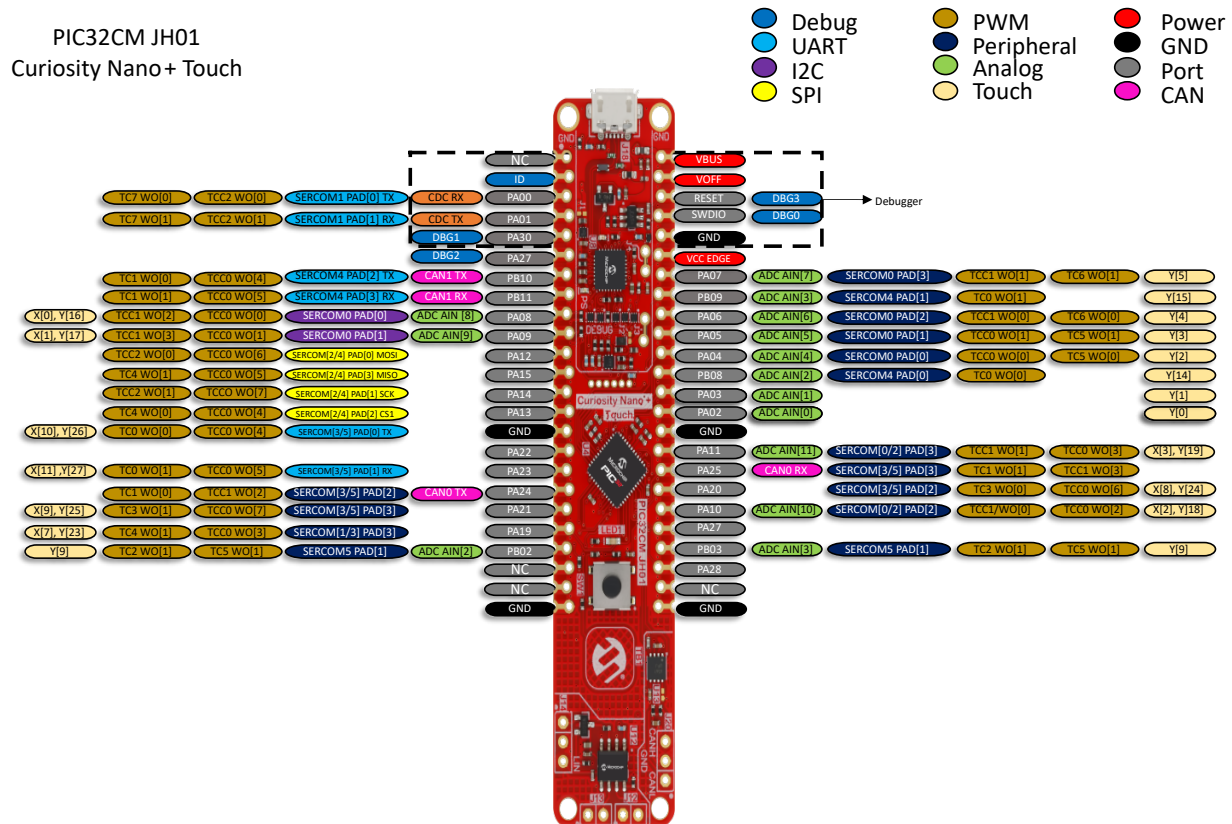 PIC32CM JH01
Curiosity Nano + Touch
Debug PWM Power
UART Peripheral GND
I2C Analog Port
SPI Touch CAN
GND GND
J18
NC VBUS
ID VOFF
TC7 WO[0] TCC2 WO[0] SERCOM1 PAD[0] TX CDC RX PA00 RESET DBG3 Debugger
TC7 WO[1] TCC2 WO[1] SERCOM1 PAD[1] RX CDC TX PA01 SWDIO DBG0
DBG1 PA30 GND
DBG2 PA27 VCC EDGE
TC1 WO[0] TCC0 WO[4] SERCOM4 PAD[2] TX CAN1 TX PB10 PA07 ADC AIN[7] SERCOM0 PAD[3] TCC1 WO[1] TC6 WO[1] Y[5]
TC1 WO[1] TCC0 WO[5] SERCOM4 PAD[3] RX CAN1 RX PB11 PS PB09 ADC AIN[3] SERCOM4 PAD[1] TC0 WO[1] Y[15]
X[0], Y[16] TCC1 WO[2] TCC0 WO[0] SERCOM0 PAD[0] ADC AIN [8] PA08 PA06 ADC AIN[6] SERCOM0 PAD[2] TCC1 WO[0] TC6 WO[0] Y[4]
X[1], Y[17] TCC1 WO[3] TCC0 WO[1] SERCOM0 PAD[1] ADC AIN[9] PA09 DEBUG PA05 ADC AIN[5] SERCOM0 PAD[1] TCC0 WO[1] TC5 WO[1] Y[3]
TCC2 WO[0] TCC0 WO[6] SERCOM[2/4] PAD[0] MOSI PA12 PA04 ADC AIN[4] SERCOM0 PAD[0] TCC0 WO[0] TC5 WO[0] Y[2]
TC4 WO[1] TCC0 WO[5] SERCOM[2/4] PAD[3] MISO PA15 PB08 ADC AIN[2] SERCOM4 PAD[0] TC0 WO[0] Y[14]
TCC2 WO[1] TCC0 WO[7] SERCOM[2/4] PAD[1] SCK PA14 Curiosity Nano+ PA03 ADC AIN[1] Y[1]
TC4 WO[0] TCC0 WO[4] SERCOM[2/4] PAD[2] CS1 PA13 Touch PA02 ADC AIN[0] Y[0]
X[10], Y[26] TC0 WO[0] TCC0 WO[4] SERCOM[3/5] PAD[0] TX GND GND
PA22 PA11 ADC AIN[11] SERCOM[0/2] PAD[3] TCC1 WO[1] TCC0 WO[3] X[3], Y[19]
X[11] ,Y[27] TC0 WO[1] TCC0 WO[5] SERCOM[3/5] PAD[1] RX PA23 PIC PA25 CAN0 RX SERCOM[3/5] PAD[3] TC1 WO[1] TCC1 WO[3]
TC1 WO[0] TCC1 WO[2] SERCOM[3/5] PAD[2] CAN0 TX PA24 PA20 SERCOM[3/5] PAD[2] TC3 WO[0] TCC0 WO[6] X[8], Y[24]
X[9], Y[25] TC3 WO[1] TCC0 WO[7] SERCOM[3/5] PAD[3] PA21 PA10 ADC AIN[10] SERCOM[0/2] PAD[2] TCC1/WO[0] TCC0 WO[2] X[2], Y[18]
X[7], Y[23] TC4 WO[1] TCC0 WO[3] SERCOM[1/3] PAD[3] PA19 LED1 PA27
Y[9] TC2 WO[1] TC5 WO[1] SERCOM5 PAD[1] ADC AIN[2] PB02 PB03 ADC AIN[3] SERCOM5 PAD[1] TC2 WO[1] TC5 WO[1] Y[9]
NC PA28
NC SW1 NC
GND GND
PIC32CM JH01
LIN
CANH
GND
CANL
J13 J12